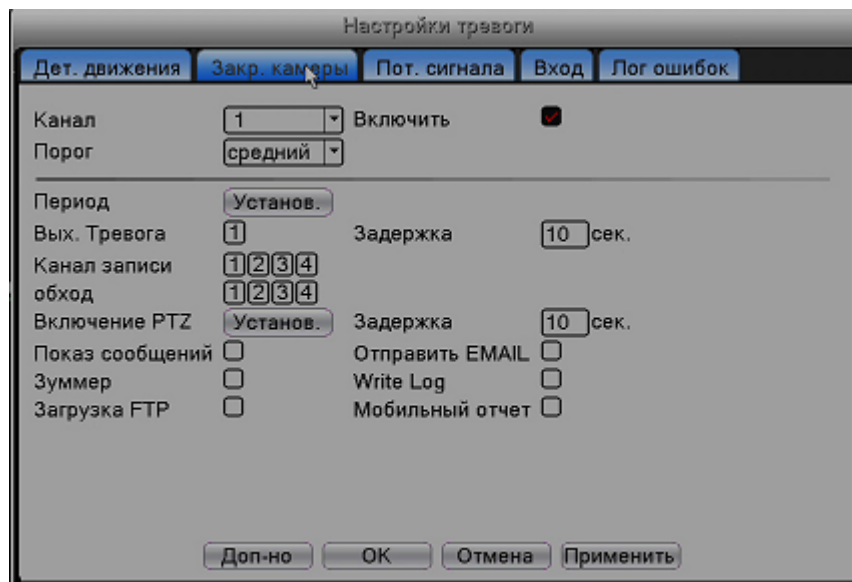 Настройки тревоги
Дет. движения Закр. камеры Пот. сигнала Вход Лог ошибок
Канал 1 Включить
Порог средний
Период Установ.
Вых. Тревога 1 Задержка 10 сек.
Канал записи 1 2 3 4
обход 1 2 3 4
Включение PTZ Установ. Задержка 10 сек.
Показ сообщений Отправить EMAIL
Зуммер Write Log
Загрузка FTP Мобильный отчет
Доп-но OK Отмена Применить